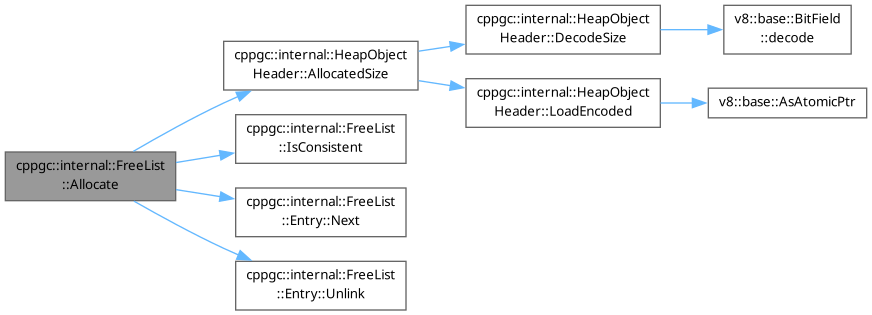 cppgc::internal::FreeList
::Allocate
cppgc::internal::HeapObject
Header::AllocatedSize
cppgc::internal::FreeList
::IsConsistent
cppgc::internal::FreeList
::Entry::Next
cppgc::internal::FreeList
::Entry::Unlink
cppgc::internal::HeapObject
Header::DecodeSize
cppgc::internal::HeapObject
Header::LoadEncoded
v8::base::BitField
::decode
v8::base::AsAtomicPtr